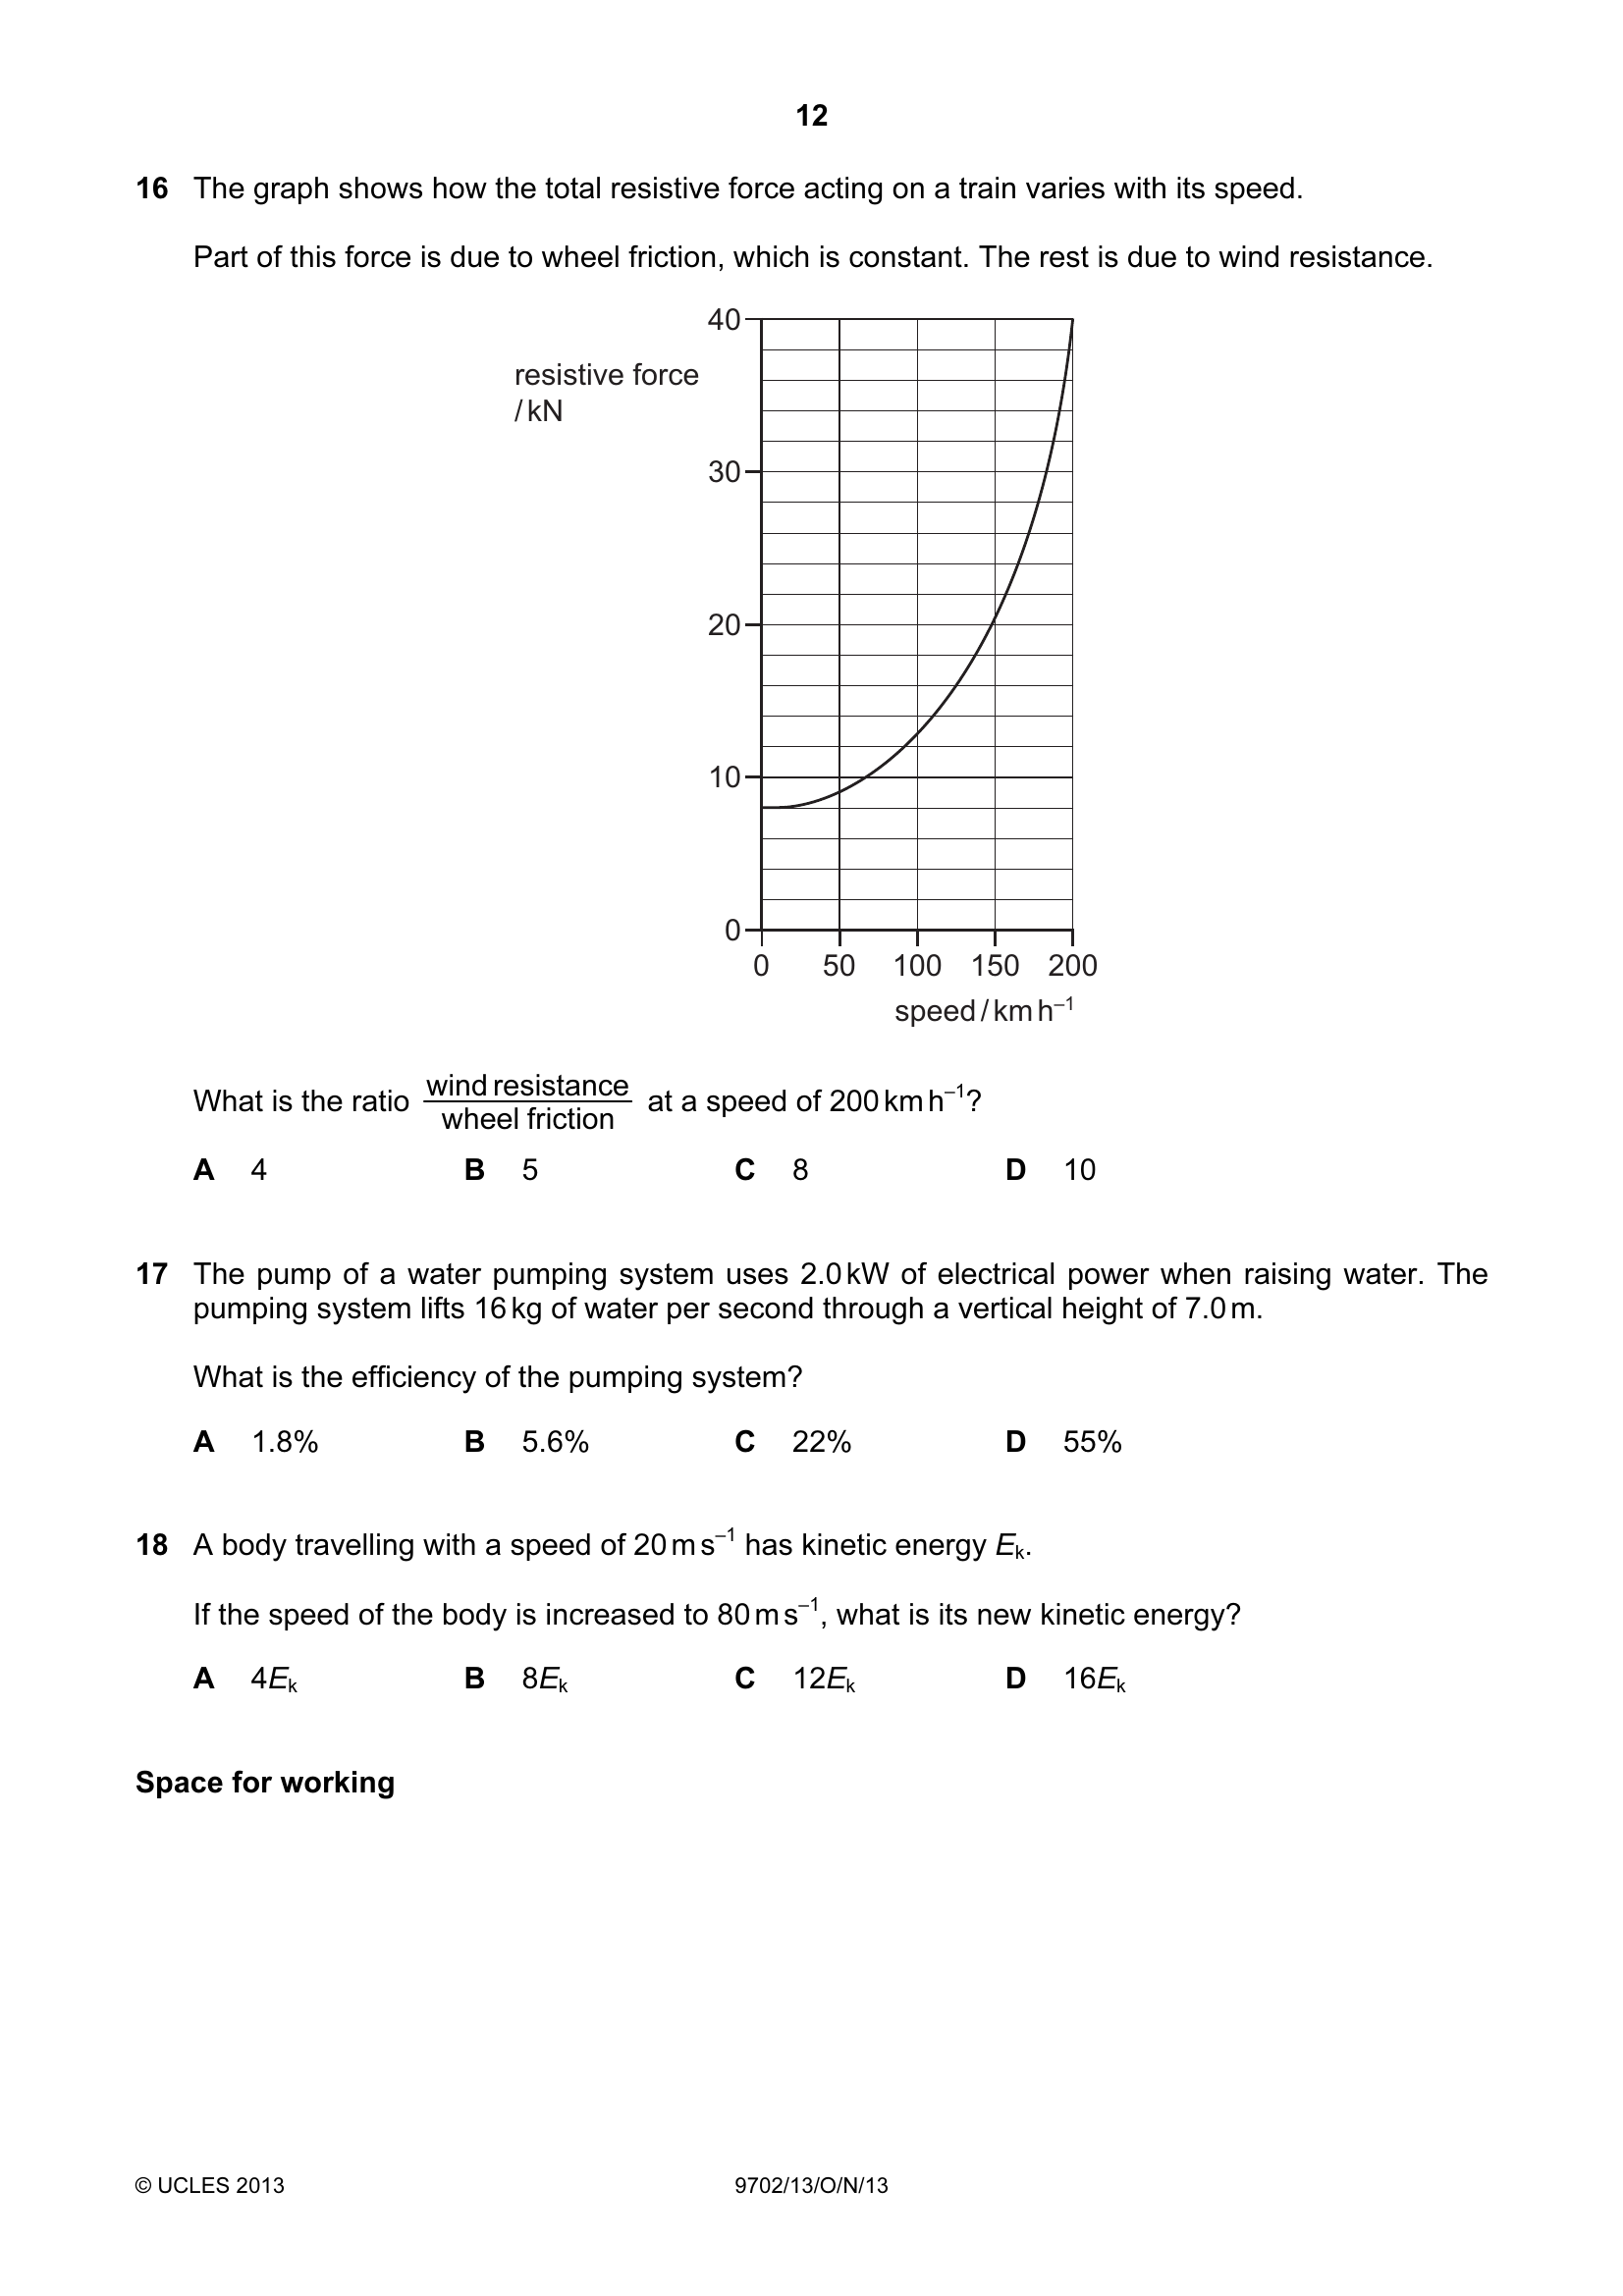 12
16 The graph shows how the total resistive force acting on a train varies with its speed.
Part of this force is due to wheel friction, which is constant. The rest is due to wind resistance.
40
resistive force
/ kN
30
20
10
0
0 50 100 150 200
speed / km h⁻¹
What is the ratio wind resistance / wheel friction at a speed of 200 km h⁻¹?
A 4 B 5 C 8 D 10
17 The pump of a water pumping system uses 2.0 kW of electrical power when raising water. The
pumping system lifts 16 kg of water per second through a vertical height of 7.0 m.
What is the efficiency of the pumping system?
A 1.8% B 5.6% C 22% D 55%
18 A body travelling with a speed of 20 m s⁻¹ has kinetic energy Eₖ.
If the speed of the body is increased to 80 m s⁻¹, what is its new kinetic energy?
A 4Eₖ B 8Eₖ C 12Eₖ D 16Eₖ
Space for working
© UCLES 2013 9702/13/O/N/13